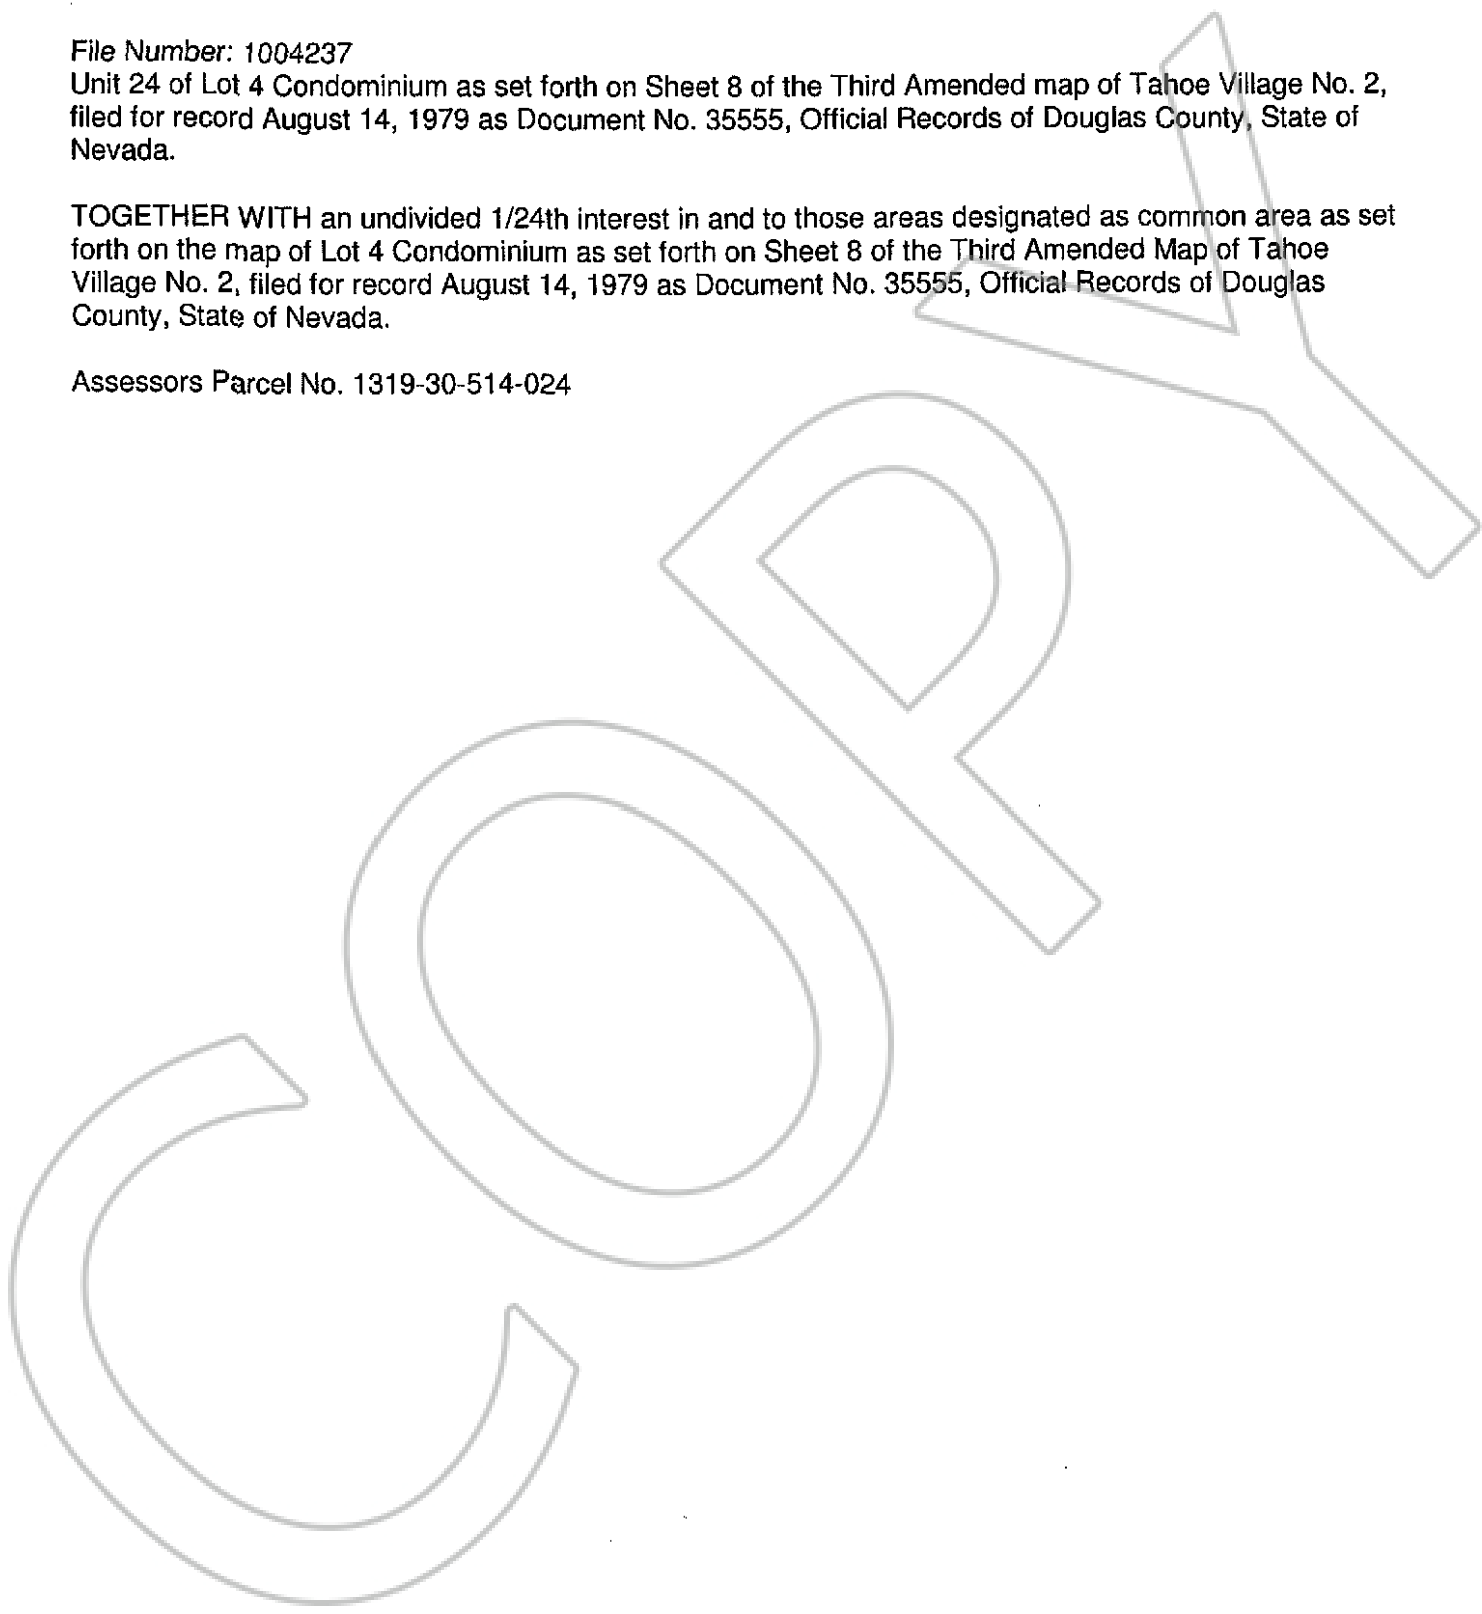 File Number: 1004237
Unit 24 of Lot 4 Condominium as set forth on Sheet 8 of the Third Amended map of Tahoe Village No. 2,
filed for record August 14, 1979 as Document No. 35555, Official Records of Douglas County, State of
Nevada.
TOGETHER WITH an undivided 1/24th interest in and to those areas designated as common area as set
forth on the map of Lot 4 Condominium as set forth on Sheet 8 of the Third Amended Map of Tahoe
Village No. 2, filed for record August 14, 1979 as Document No. 35555, Official Records of Douglas
County, State of Nevada.
Assessors Parcel No. 1319-30-514-024
COPY